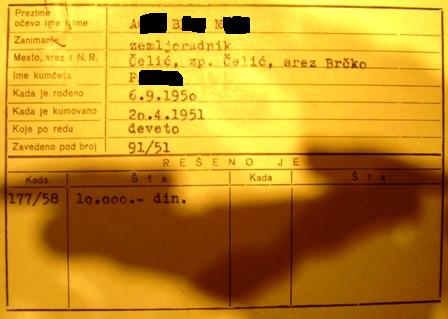 Prezime
očevo ime i ime A B M
Zanimanje zemljoradnik
Mesto, srez i N. R. čelić, zp. čelić, srez Brčko
Ime kumčeta F
Kada je rođeno 6.9.1950
Kada je kumovano 20.4.1951
Koje po redu deveto
Zavedeno pod broj 91/51
REŠENO JE
Kada Šta Kada Šta
177/58 10.000.- din.